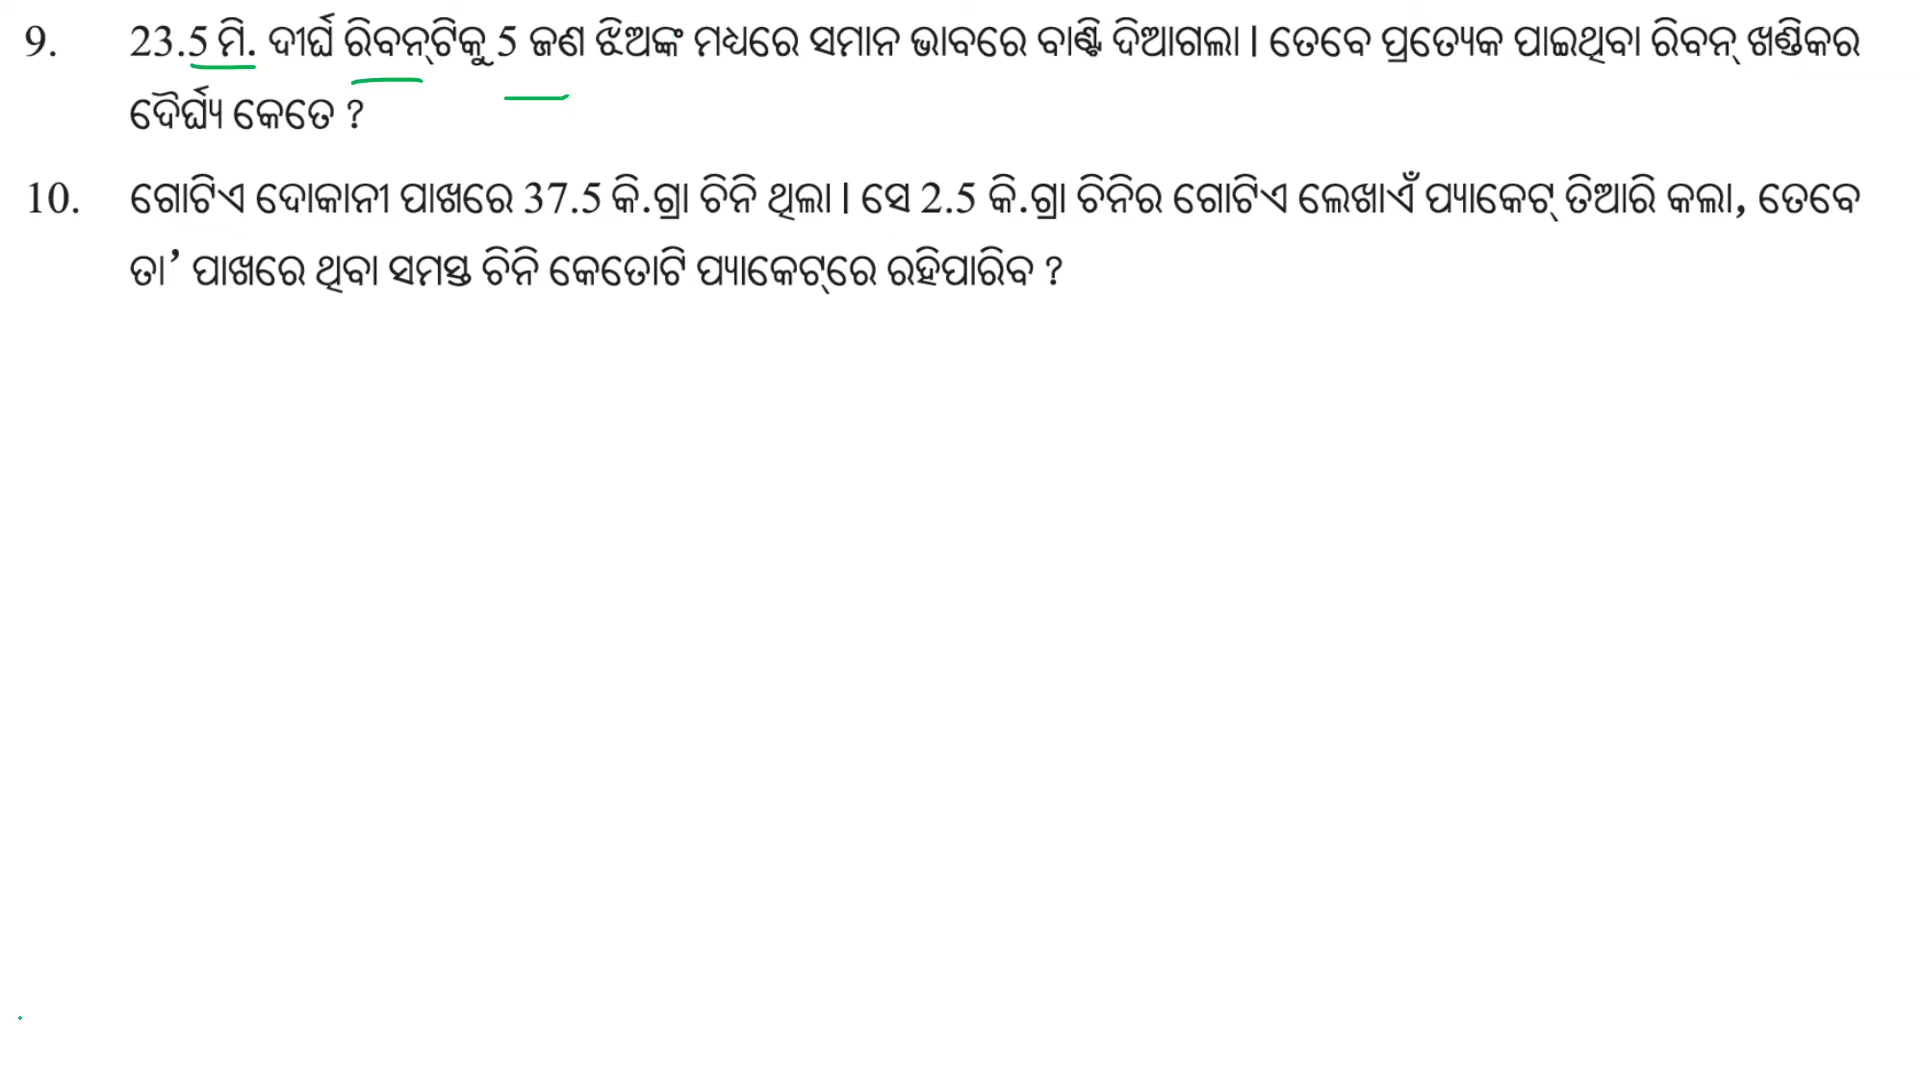 9. 23.5 ମି. ଦୀର୍ଘ ରିବନ୍‌ଟିକୁ 5 ଜଣ ଝିଅଙ୍କ ମଧ୍ୟରେ ସମାନ ଭାବରେ ବାଣ୍ଟି ଦିଆଗଲା । ତେବେ ପ୍ରତ୍ୟେକ ପାଇଥିବା ରିବନ୍ ଖଣ୍ଡିକର
ଦୈର୍ଘ୍ୟ କେତେ ?
10. ଗୋଟିଏ ଦୋକାନୀ ପାଖରେ 37.5 କି.ଗ୍ରା ଚିନି ଥିଲା । ସେ 2.5 କି.ଗ୍ରା ଚିନିର ଗୋଟିଏ ଲେଖାଏଁ ପ୍ୟାକେଟ୍ ତିଆରି କଲା, ତେବେ
ତା’ ପାଖରେ ଥିବା ସମସ୍ତ ଚିନି କେତୋଟି ପ୍ୟାକେଟ୍‌ରେ ରହିପାରିବ ?